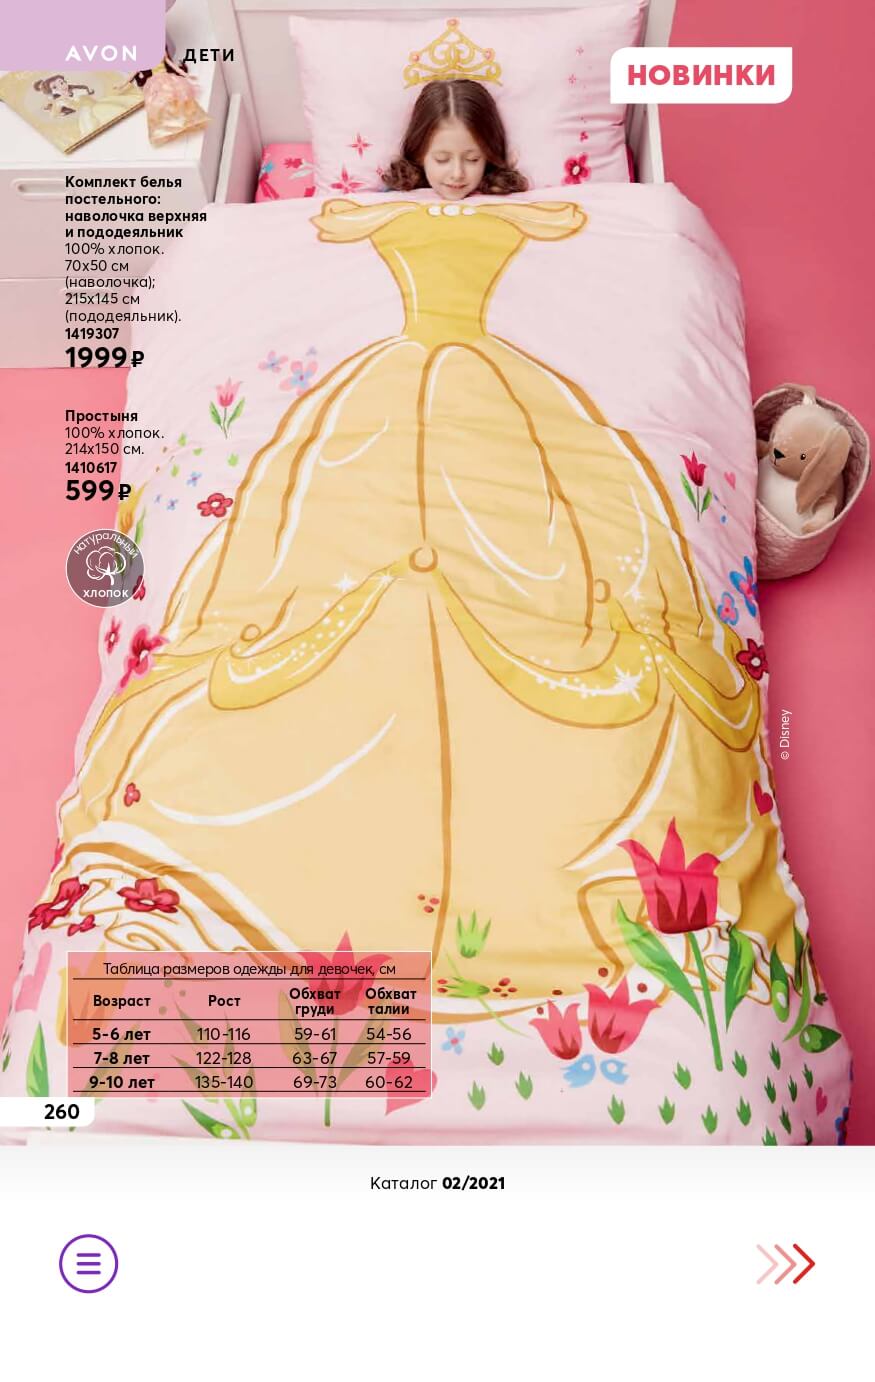 AVON
ДЕТИ
НОВИНКИ
Комплект белья
постельного:
наволочка верхняя
и пододеяльник
100% хлопок.
70х50 см
(наволочка);
215х145 см
(пододеяльник).
1419307
1999 ₽
Простыня
100% хлопок.
214х150 см.
1410617
599 ₽
натуральный
хлопок
© Disney
Таблица размеров одежды для девочек, см
Возраст Рост Обхват груди Обхват талии
5-6 лет 110-116 59-61 54-56
7-8 лет 122-128 63-67 57-59
9-10 лет 135-140 69-73 60-62
260
Каталог 02/2021